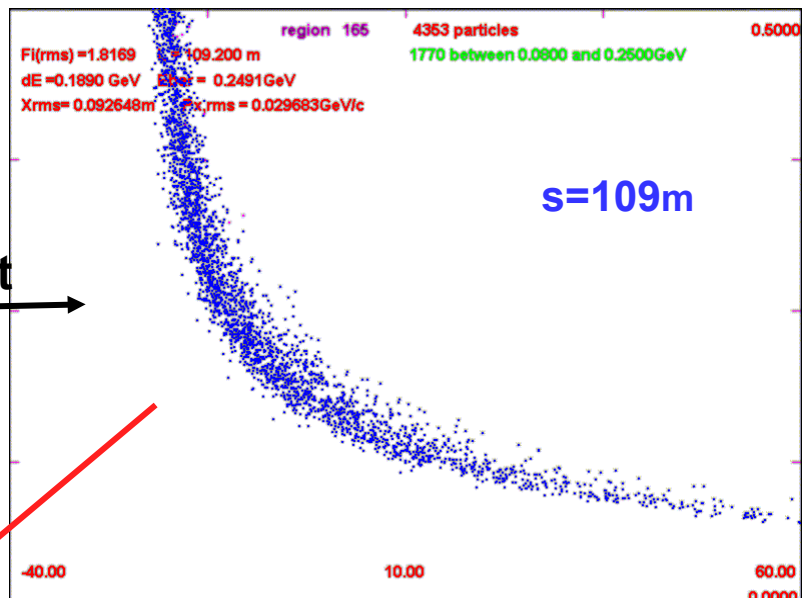 region 165 4353 particles 0.5000
Fi(rms) =1.8169 109.200 m 1770 between 0.0800 and 0.2500GeV
dE =0.1890 GeV = 0.2491GeV
Xrms= 0.092648m rms = 0.029683GeV/c
s=109m
t
-40.00 10.00 60.00
0.0000